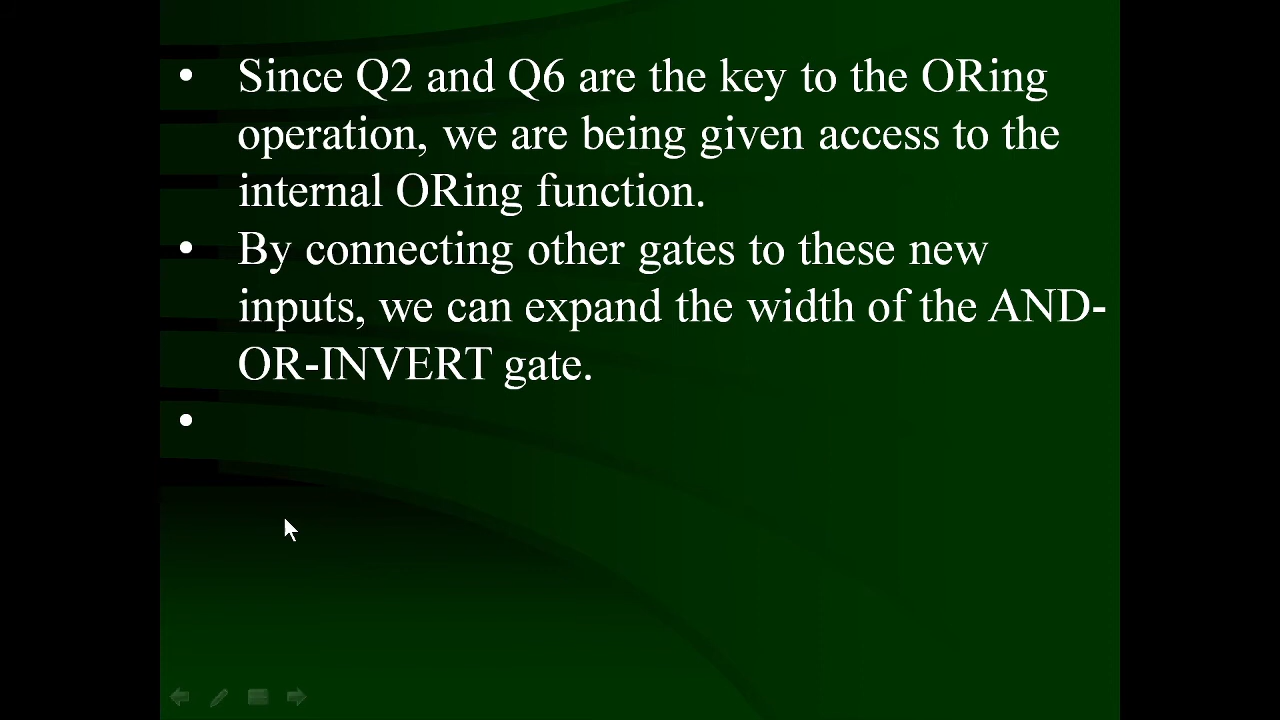 • Since Q2 and Q6 are the key to the ORing
operation, we are being given access to the
internal ORing function.
• By connecting other gates to these new
inputs, we can expand the width of the AND-
OR-INVERT gate.
•